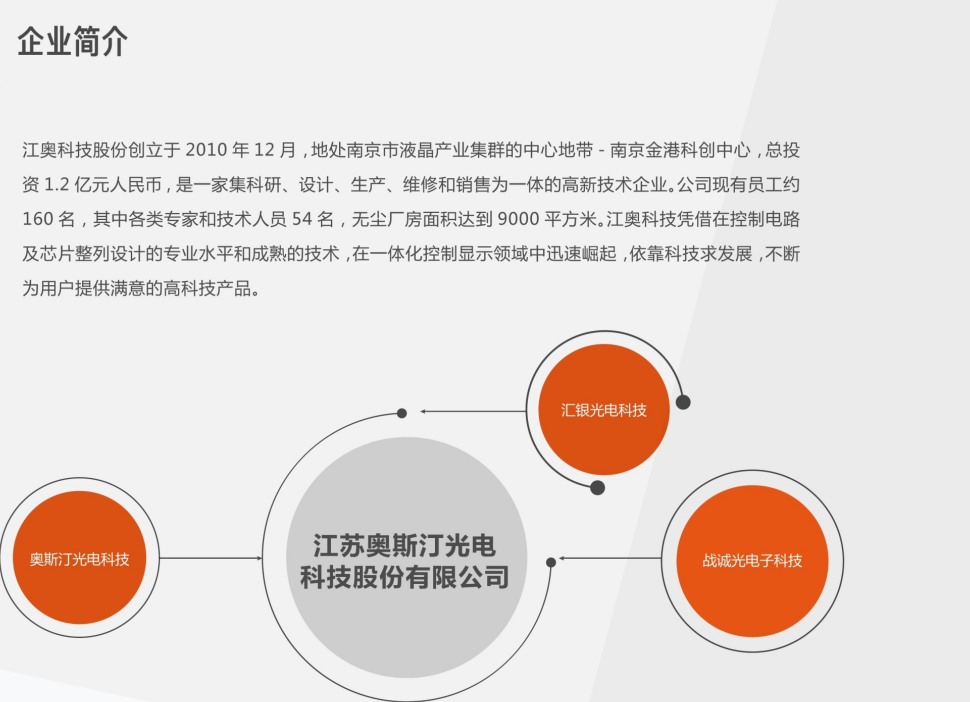 企业简介
江奥科技股份创立于 2010 年 12 月，地处南京市液晶产业集群的中心地带 - 南京金港科创中心，总投
资 1.2 亿元人民币，是一家集科研、设计、生产、维修和销售为一体的高新技术企业。公司现有员工约
160 名，其中各类专家和技术人员 54 名，无尘厂房面积达到 9000 平方米。江奥科技凭借在控制电路
及芯片整列设计的专业水平和成熟的技术，在一体化控制显示领域中迅速崛起，依靠科技求发展，不断
为用户提供满意的高科技产品。
汇银光电科技
江苏奥斯汀光电
科技股份有限公司
奥斯汀光电科技
战诚光电子科技